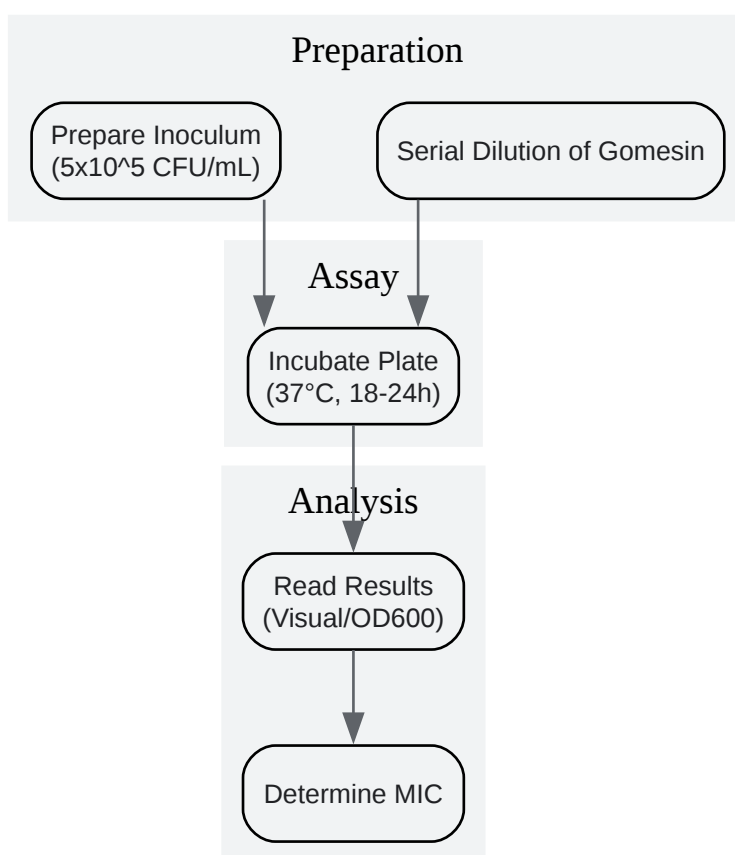 Preparation
Prepare Inoculum
(5x10^5 CFU/mL)
Serial Dilution of Gomesin
Assay
Incubate Plate
(37°C, 18-24h)
Analysis
Read Results
(Visual/OD600)
Determine MIC